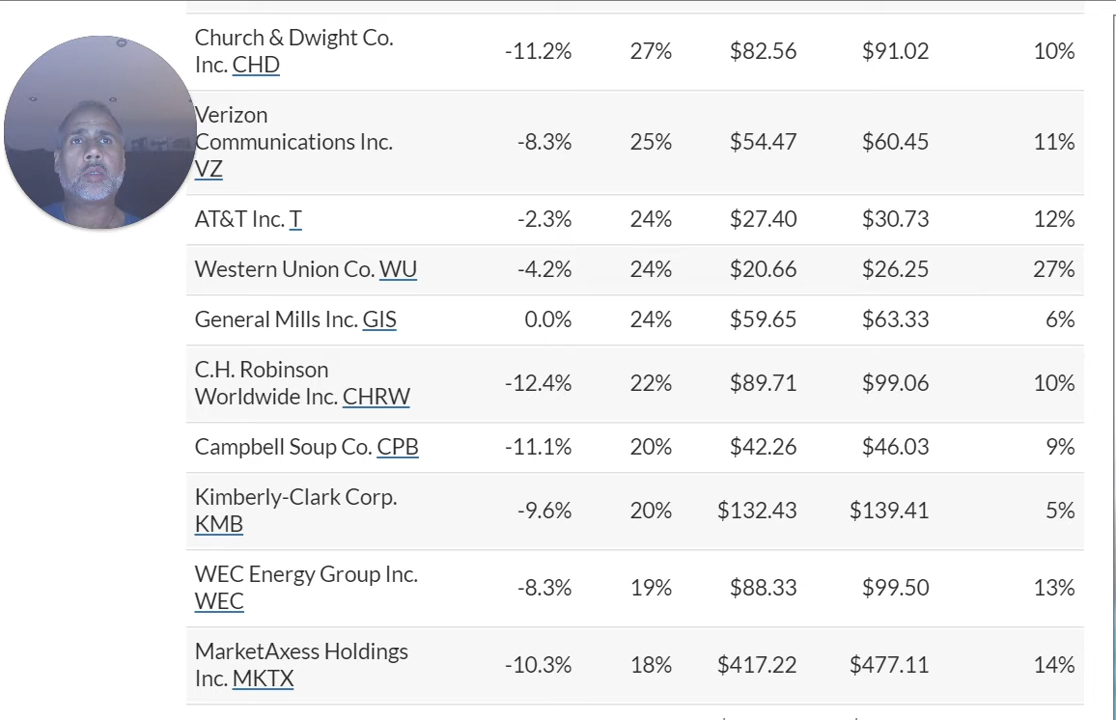 Church & Dwight Co.
Inc. CHD -11.2% 27% $82.56 $91.02 10%
Verizon
Communications Inc. -8.3% 25% $54.47 $60.45 11%
VZ
AT&T Inc. T -2.3% 24% $27.40 $30.73 12%
Western Union Co. WU -4.2% 24% $20.66 $26.25 27%
General Mills Inc. GIS 0.0% 24% $59.65 $63.33 6%
C.H. Robinson
Worldwide Inc. CHRW -12.4% 22% $89.71 $99.06 10%
Campbell Soup Co. CPB -11.1% 20% $42.26 $46.03 9%
Kimberly-Clark Corp.
KMB -9.6% 20% $132.43 $139.41 5%
WEC Energy Group Inc.
WEC -8.3% 19% $88.33 $99.50 13%
MarketAxess Holdings
Inc. MKTX -10.3% 18% $417.22 $477.11 14%